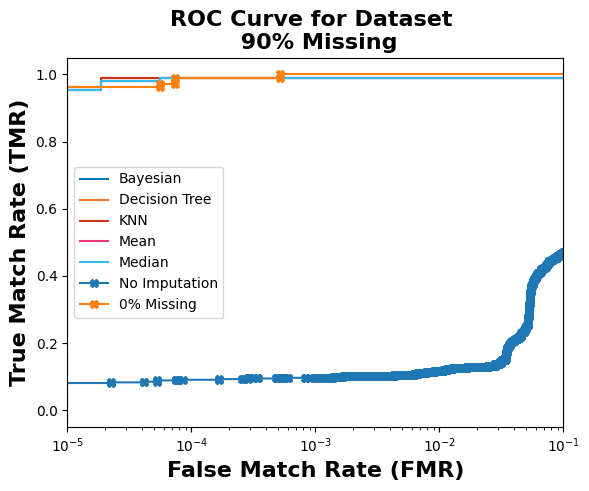 ROC Curve for Dataset
90% Missing
True Match Rate (TMR)
1.0
0.8
0.6
0.4
0.2
0.0
Bayesian
Decision Tree
KNN
Mean
Median
No Imputation
0% Missing
10⁻⁵
10⁻⁴
10⁻³
10⁻²
10⁻¹
False Match Rate (FMR)